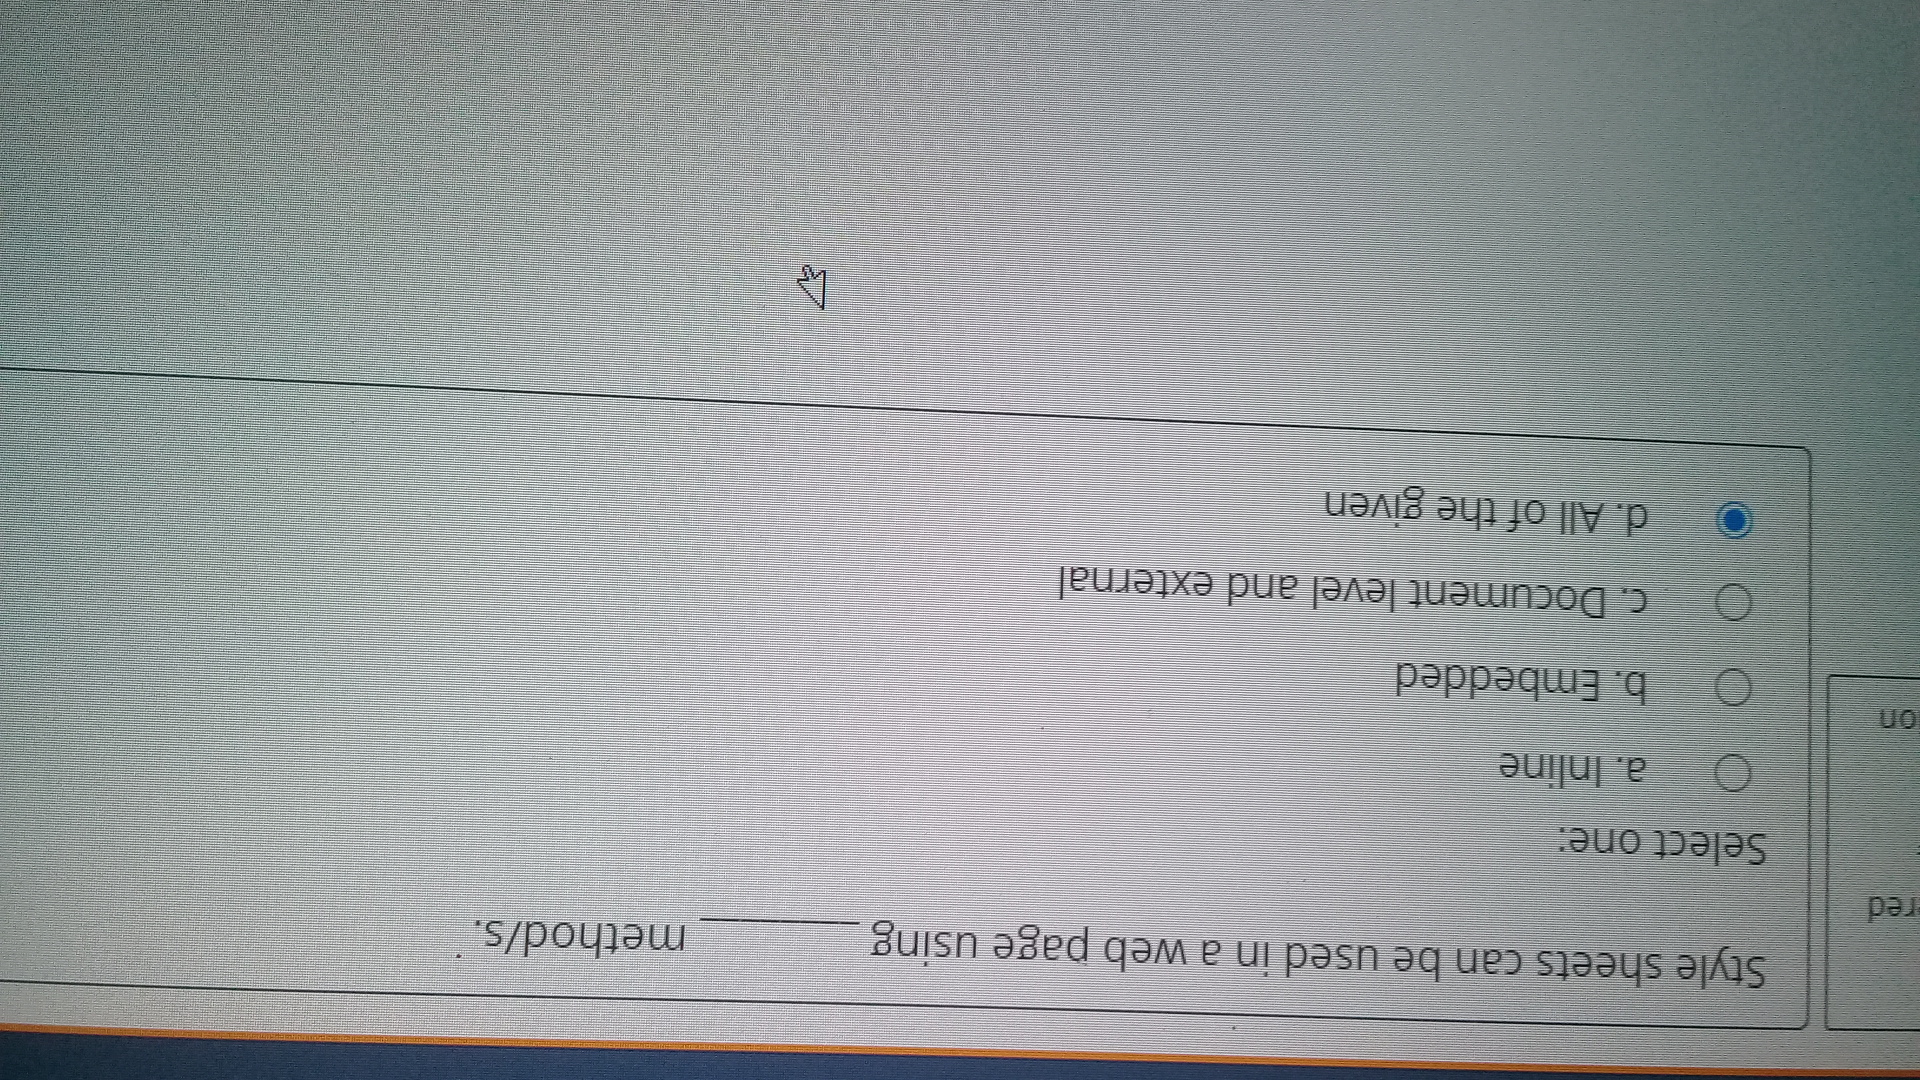 Style sheets can be used in a web page using ________ method/s.
red
Select one:
a. Inline
on
b. Embedded
c. Document level and external
d. All of the given